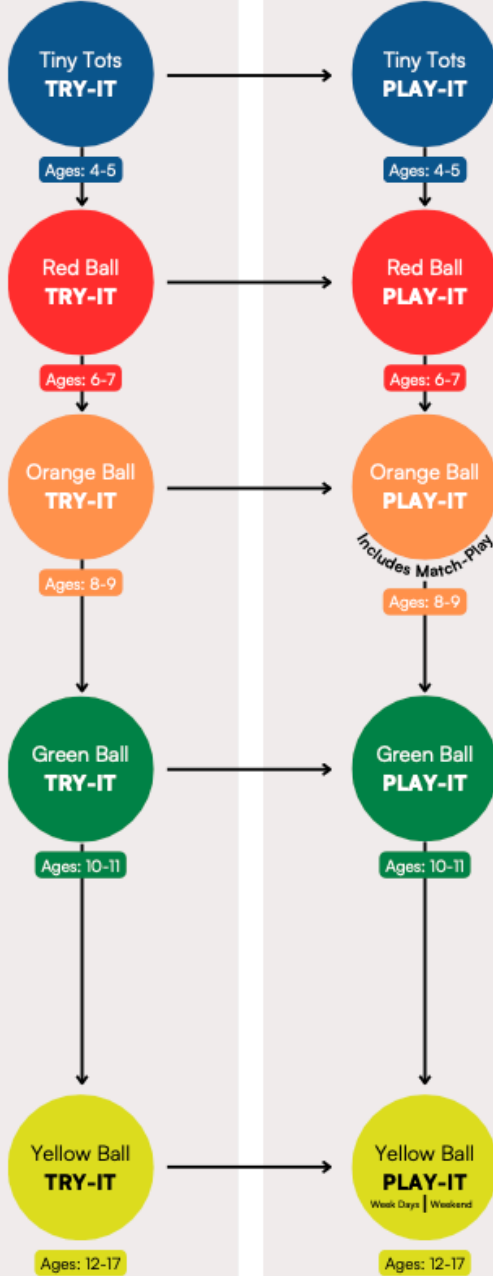 Tiny Tots
TRY-IT
Tiny Tots
PLAY-IT
Ages: 4-5
Ages: 4-5
Red Ball
TRY-IT
Red Ball
PLAY-IT
Ages: 6-7
Ages: 6-7
Orange Ball
TRY-IT
Orange Ball
PLAY-IT
Includes Match-Play
Ages: 8-9
Ages: 8-9
Green Ball
TRY-IT
Green Ball
PLAY-IT
Ages: 10-11
Ages: 10-11
Yellow Ball
TRY-IT
Yellow Ball
PLAY-IT
Week Days | Weekend
Ages: 12-17
Ages: 12-17